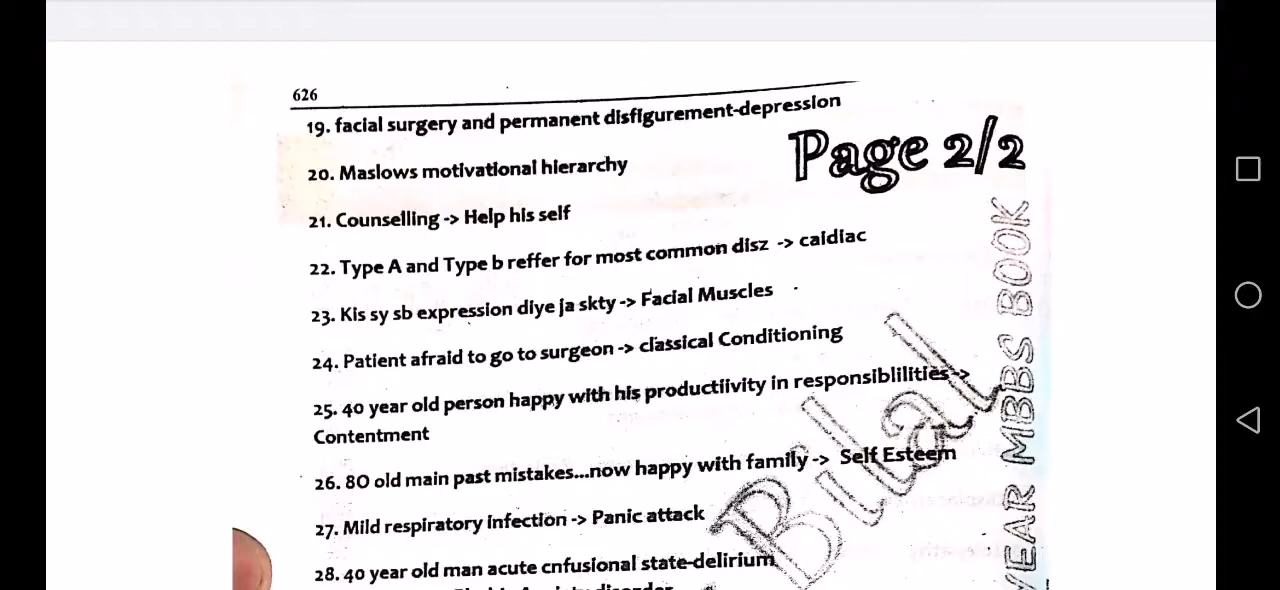 626
19. facial surgery and permanent disfigurement-depression
Page 2/2
20. Maslows motivational hierarchy
21. Counselling -> Help his self
22. Type A and Type b reffer for most common disz -> caidiac
23. Kis sy sb expression diye ja skty -> Facial Muscles
24. Patient afraid to go to surgeon -> classical Conditioning
25. 40 year old person happy with his productiivity in responsiblilities ->
Contentment
26. 80 old main past mistakes...now happy with family -> Self Esteem
27. Mild respiratory infection -> Panic attack
28. 40 year old man acute cnfusional state-delirium
disorder
Bilal
YEAR MBBS BOOK